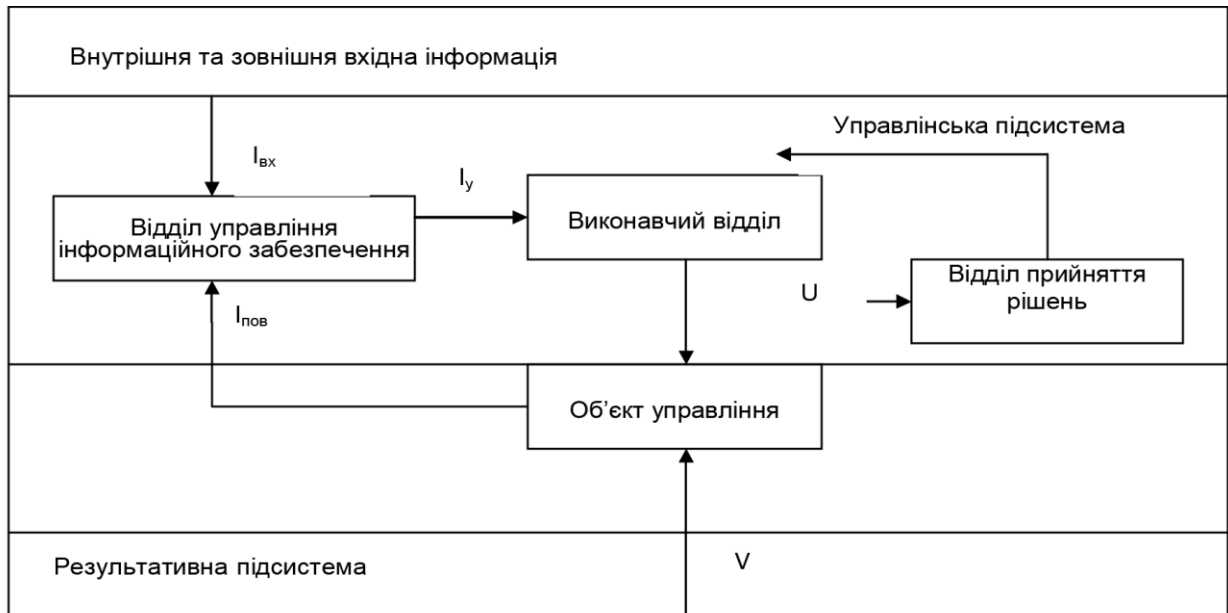 Внутрішня та зовнішня вхідна інформація
Управлінська підсистема
Iвх
Iу
Відділ управління
інформаційного забезпечення
Виконавчий відділ
U
Відділ прийняття
рішень
Iпов
Об’єкт управління
Результативна підсистема
V